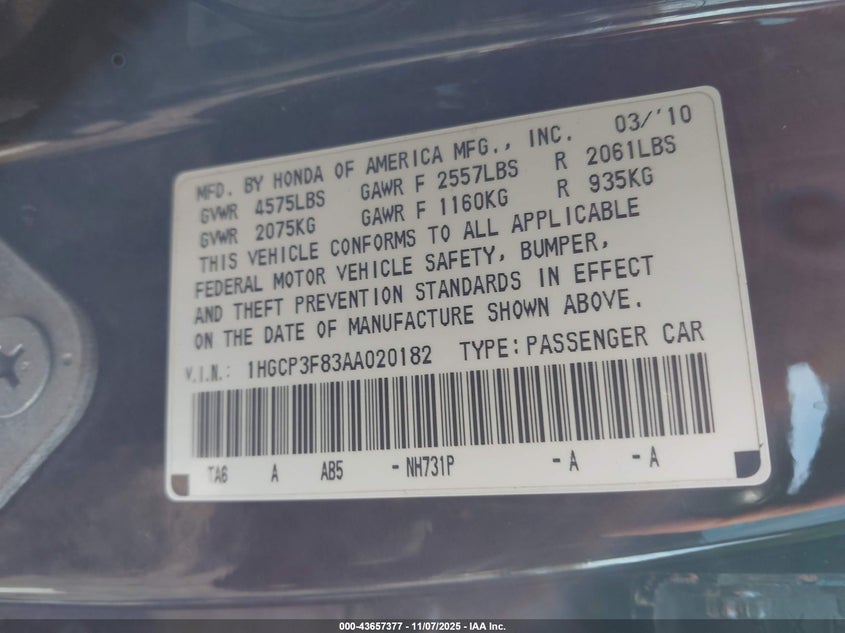 MFD. BY HONDA OF AMERICA MFG., INC. 03/'10
GVWR 4575LBS GAWR F 2557LBS R 2061LBS
GVWR 2075KG GAWR F 1160KG R 935KG
THIS VEHICLE CONFORMS TO ALL APPLICABLE
FEDERAL MOTOR VEHICLE SAFETY, BUMPER,
AND THEFT PREVENTION STANDARDS IN EFFECT
ON THE DATE OF MANUFACTURE SHOWN ABOVE.
V.I.N.: 1HGCP3F83AA020182 TYPE: PASSENGER CAR
TA6 A AB5 -NH731P -A -A
000-43657377 - 11/07/2025 - IAA Inc.